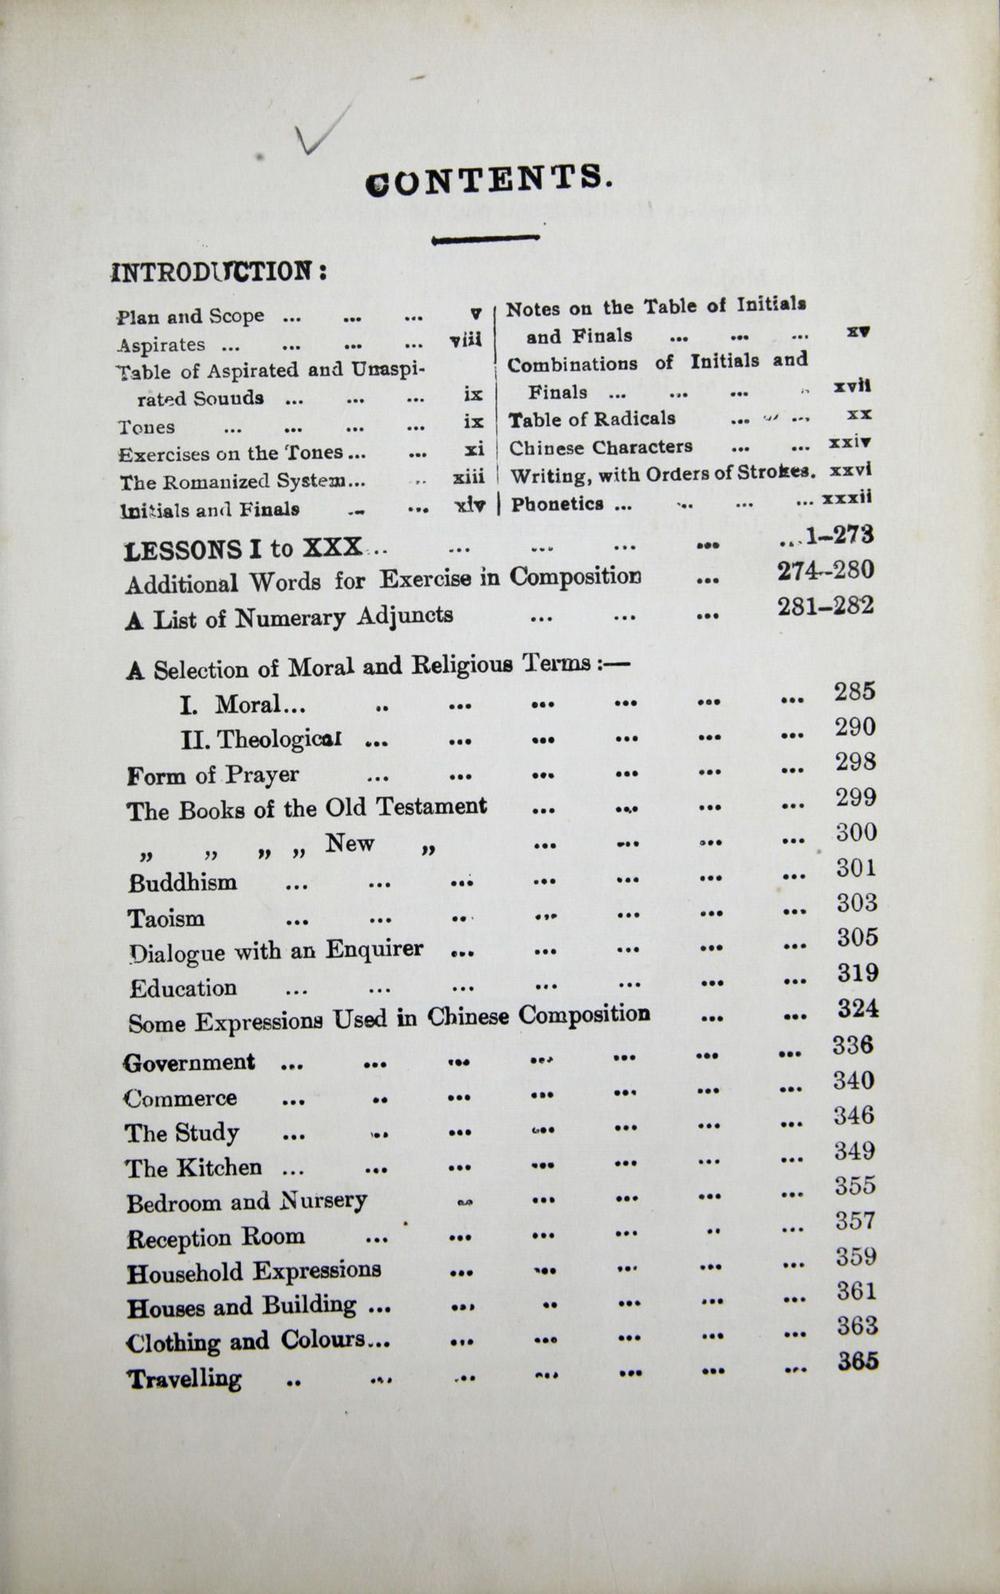 CONTENTS.
INTRODUCTION:
Plan and Scope ... ... ... v
Aspirates ... ... ... ... viii
Table of Aspirated and Unaspi-
rated Sounds ... ... ... ix
Tones ... ... ... ... ix
Exercises on the Tones... ... xi
The Romanized System... .. xiii
Initials and Finals ... ... xiv
Notes on the Table of Initials
and Finals ... ... ... xv
Combinations of Initials and
Finals ... ... ... .. xvii
Table of Radicals ... ... ... xx
Chinese Characters ... ... xxiv
Writing, with Orders of Strokes. xxvi
Phonetics ... ... ... ... xxxii
LESSONS I to XXX... ... ... ... ... ...1-273
Additional Words for Exercise in Composition ... 274-280
A List of Numerary Adjuncts ... ... ... 281-282
A Selection of Moral and Religious Terms:—
I. Moral... .. ... ... ... ... ... 285
II. Theological ... ... ... ... ... ... 290
Form of Prayer ... ... ... ... ... ... 298
The Books of the Old Testament ... ... ... ... 299
„ „ „ „ New „ ... ... ... ... 300
Buddhism ... ... ... ... ... ... ... 301
Taoism ... ... ... ... ... ... ... 303
Dialogue with an Enquirer ... ... ... ... ... 305
Education ... ... ... ... ... ... ... 319
Some Expressions Used in Chinese Composition ... ... 324
Government ... ... ... ... ... ... ... 336
Commerce ... .. ... ... ... ... ... 340
The Study ... ... ... ... ... ... ... 346
The Kitchen ... ... ... ... ... ... ... 349
Bedroom and Nursery ... ... ... ... ... 355
Reception Room ... ... ... ... .. ... 357
Household Expressions ... ... ... ... ... 359
Houses and Building ... ... .. ... ... ... 361
Clothing and Colours... ... ... ... ... ... 363
Travelling .. ... ... ... ... ... ... 365